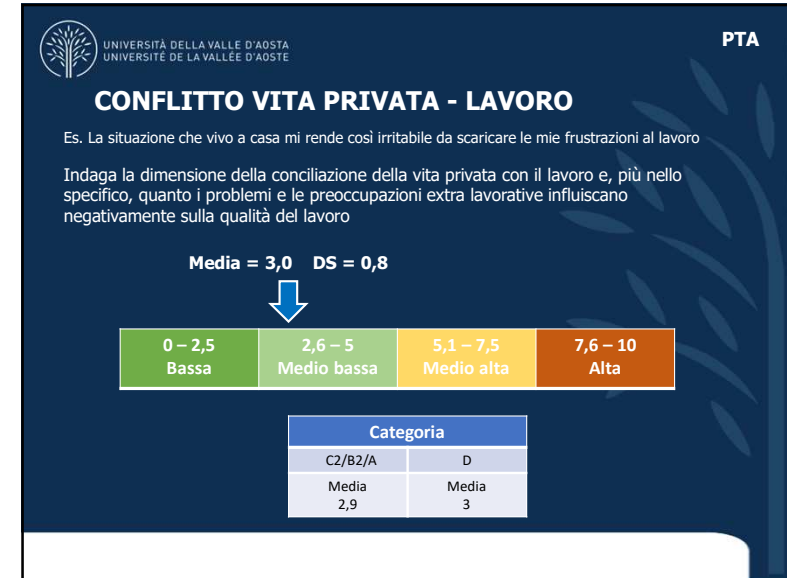 UNIVERSITÀ DELLA VALLE D'AOSTA
UNIVERSITÉ DE LA VALLÉE D'AOSTE
PTA
CONFLITTO VITA PRIVATA - LAVORO
Es. La situazione che vivo a casa mi rende così irritabile da scaricare le mie frustrazioni al lavoro
Indaga la dimensione della conciliazione della vita privata con il lavoro e, più nello
specifico, quanto i problemi e le preoccupazioni extra lavorative influiscano
negativamente sulla qualità del lavoro
Media = 3,0 DS = 0,8
0 – 2,5 2,6 – 5 5,1 – 7,5 7,6 – 10
Bassa Medio bassa Medio alta Alta
Categoria
C2/B2/A D
Media Media
2,9 3